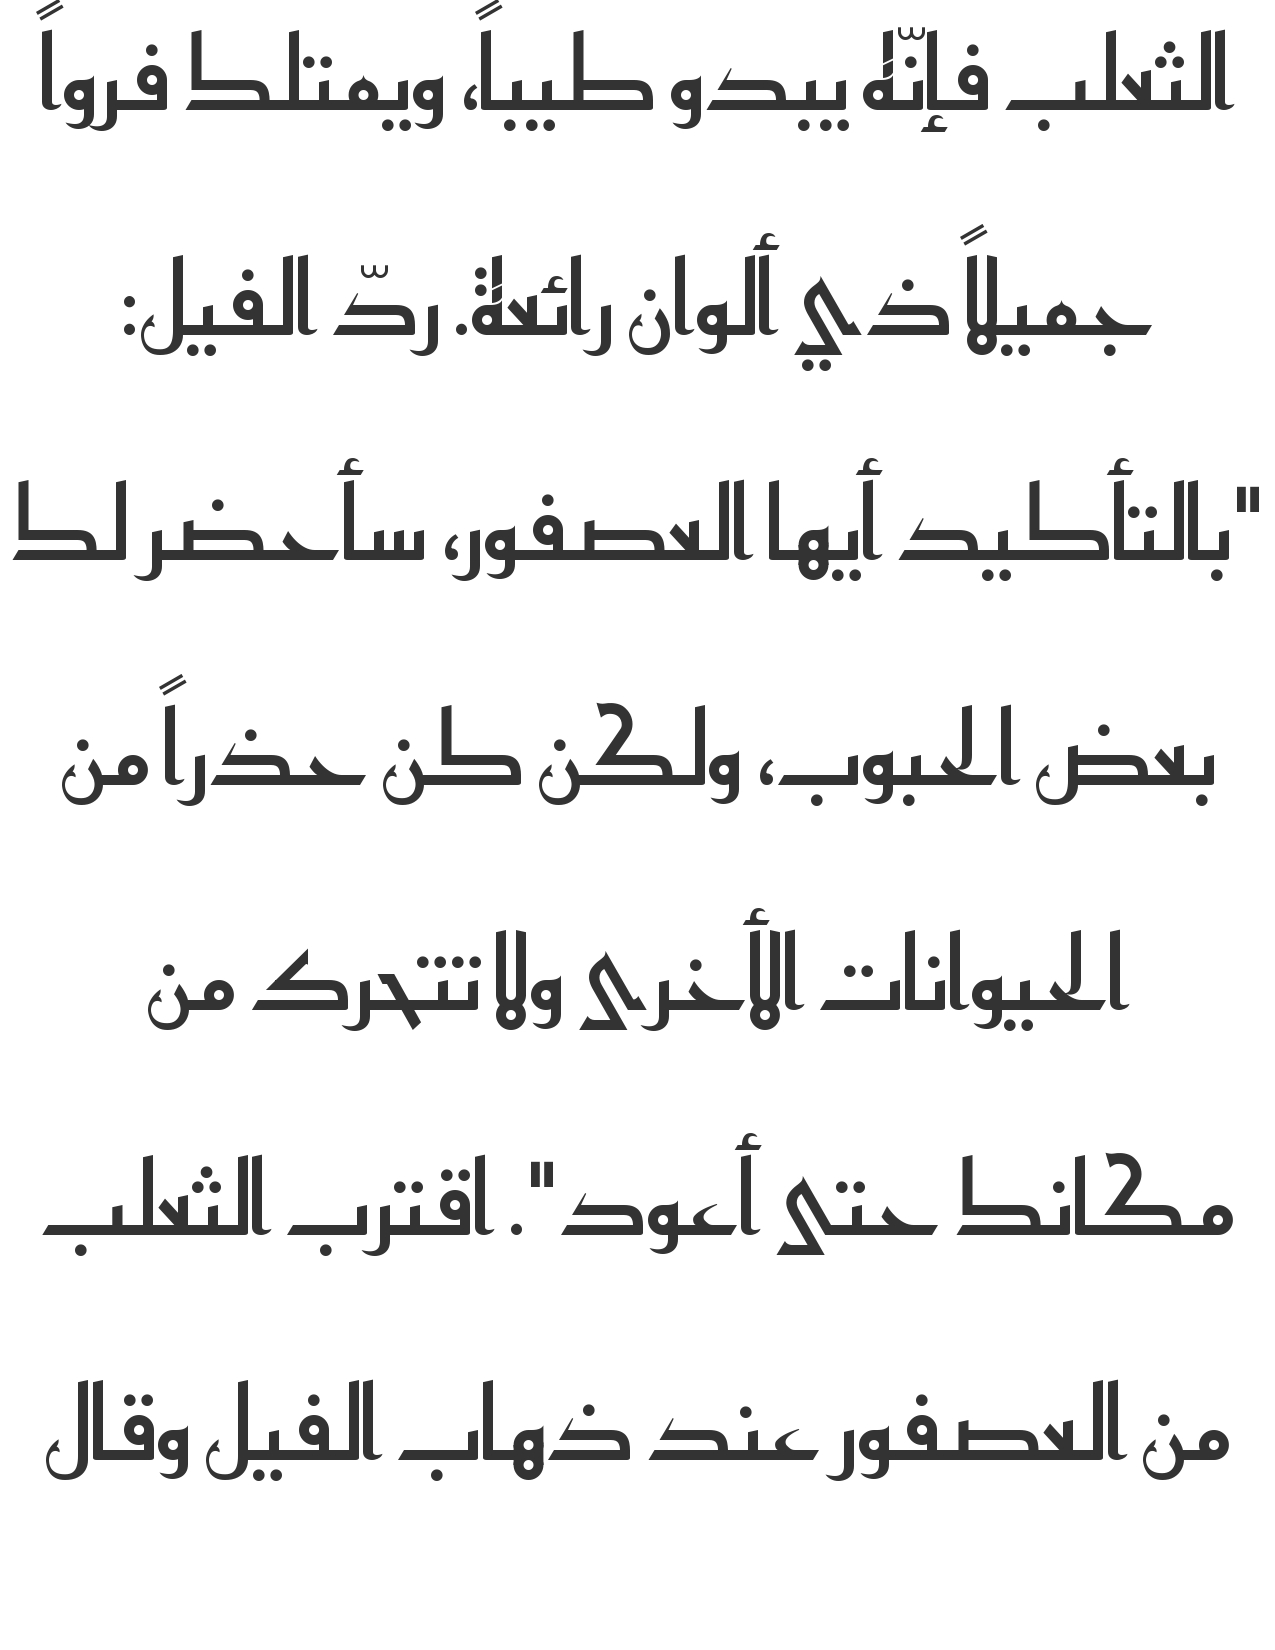 الثعلب فإنّه يبدو طيباً، ويمتلك فرواً
جميلاً ذي ألوان رائعة. ردّ الفيل:
"بالتأكيد أيها العصفور، سأحضر لك
بعض الحبوب، ولكن كن حذراً من
الحيوانات الأخرى ولا تتحرك من
مكانك حتى أعود". اقترب الثعلب
من العصفور عند ذهاب الفيل وقال